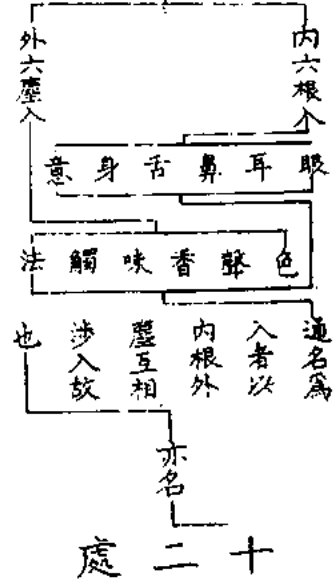 內六根入
外六塵入
眼耳鼻舌身意
色聲香味觸法
通名為
入者以
內根外
塵互相
涉入故
也
亦名
十二處